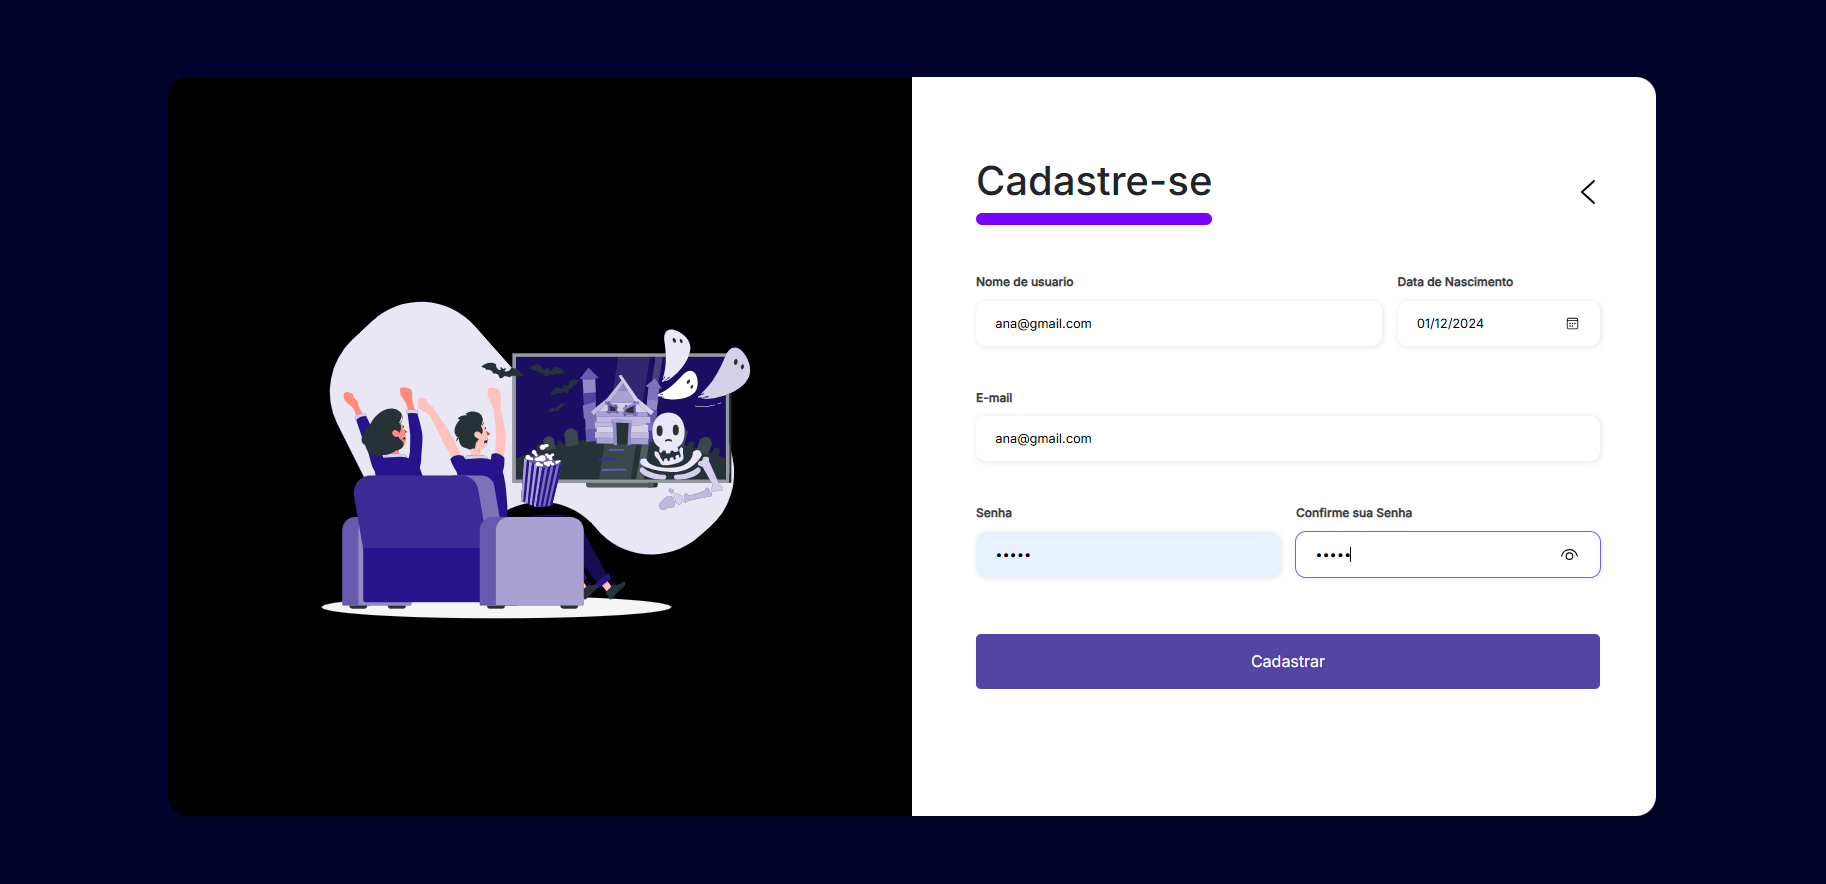 Cadastre-se
Nome de usuario
Data de Nascimento
ana@gmail.com
01/12/2024
E-mail
ana@gmail.com
Senha
Confirme sua Senha
•••••
•••••
Cadastrar